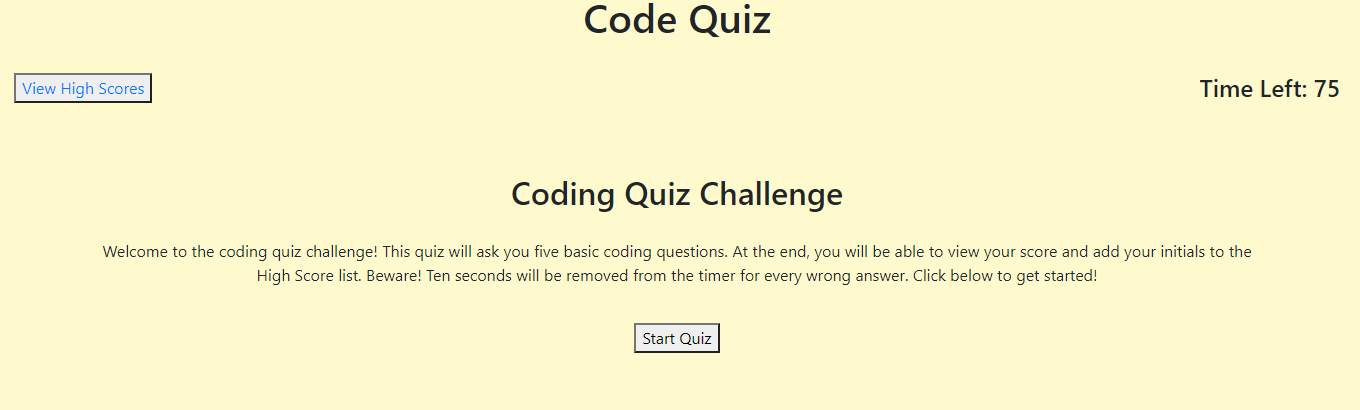 Code Quiz
View High Scores
Time Left: 75
Coding Quiz Challenge
Welcome to the coding quiz challenge! This quiz will ask you five basic coding questions. At the end, you will be able to view your score and add your initials to the
High Score list. Beware! Ten seconds will be removed from the timer for every wrong answer. Click below to get started!
Start Quiz